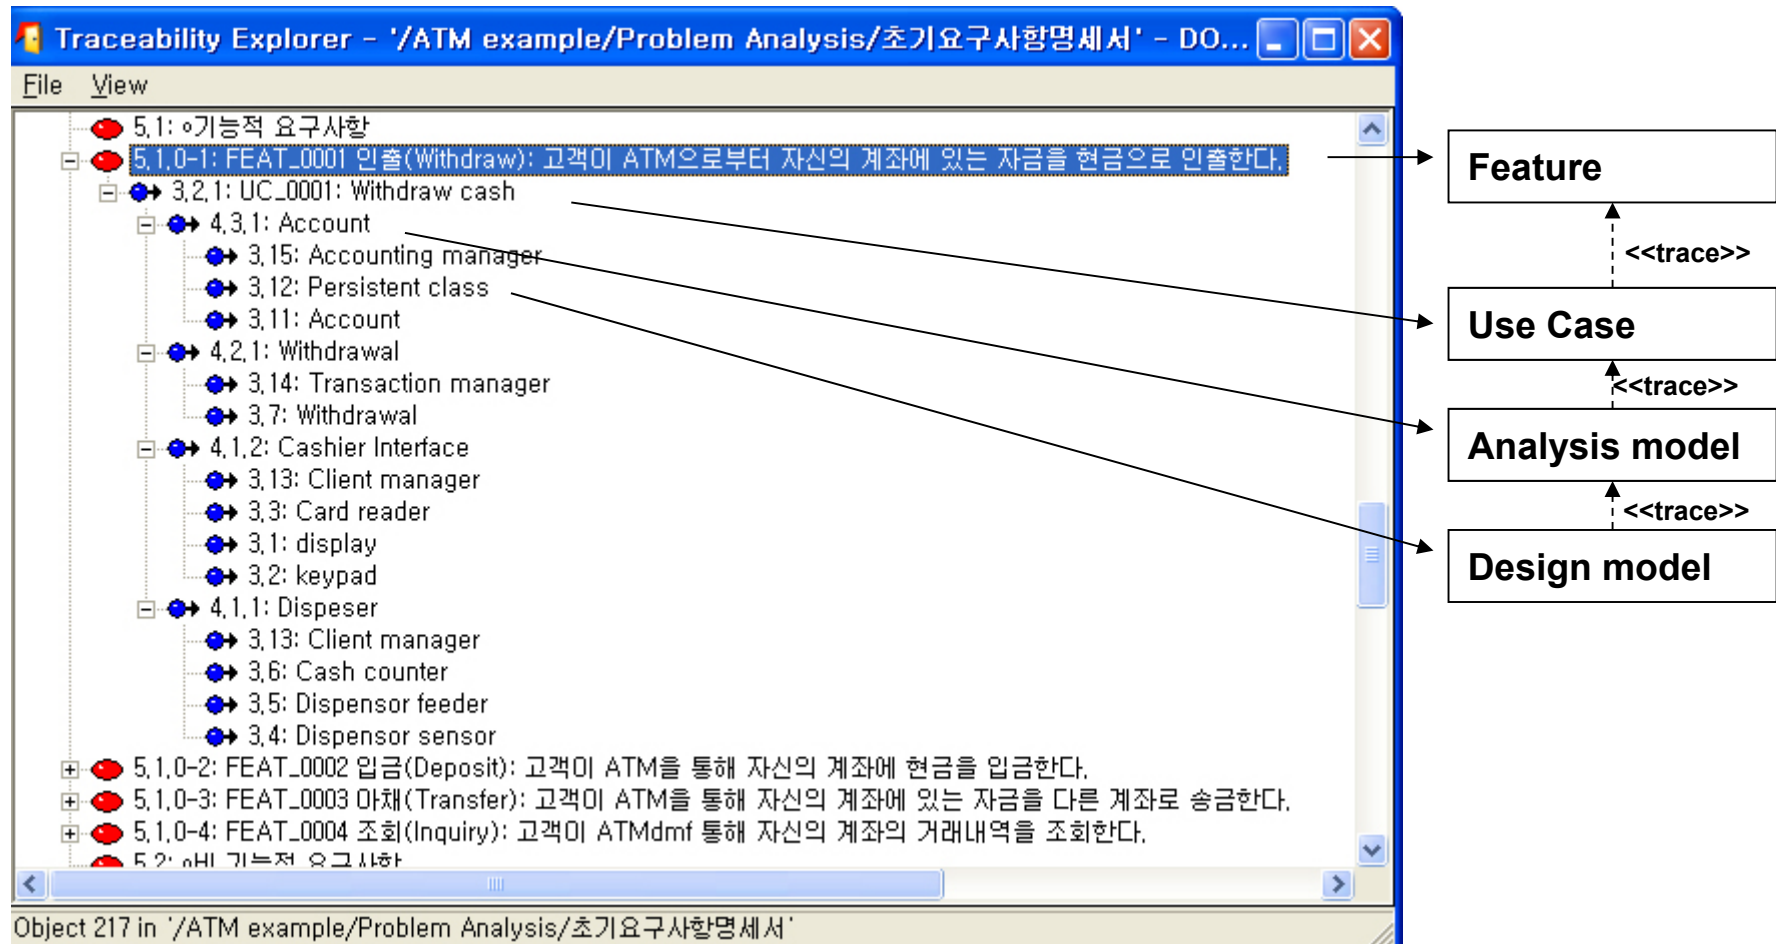 Traceability Explorer - '/ATM example/Problem Analysis/초기요구사항명세서' - DO...
File View
5.1: ∘기능적 요구사항
5.1.0-1: FEAT_0001 인출(Withdraw): 고객이 ATM으로부터 자신의 계좌에 있는 자금을 현금으로 인출한다.
3.2.1: UC_0001: Withdraw cash
4.3.1: Account
3.15: Accounting manager
3.12: Persistent class
3.11: Account
4.2.1: Withdrawal
3.14: Transaction manager
3.7: Withdrawal
4.1.2: Cashier Interface
3.13: Client manager
3.3: Card reader
3.1: display
3.2: keypad
4.1.1: Dispeser
3.13: Client manager
3.6: Cash counter
3.5: Dispensor feeder
3.4: Dispensor sensor
5.1.0-2: FEAT_0002 입금(Deposit): 고객이 ATM을 통해 자신의 계좌에 현금을 입금한다.
5.1.0-3: FEAT_0003 이채(Transfer): 고객이 ATM을 통해 자신의 계좌에 있는 자금을 다른 계좌로 송금한다.
5.1.0-4: FEAT_0004 조회(Inquiry): 고객이 ATMdmf 통해 자신의 계좌의 거래내역을 조회한다.
5.2: ∘비 기능적 요구사항
Object 217 in '/ATM example/Problem Analysis/초기요구사항명세서'
Feature
<<trace>>
Use Case
<<trace>>
Analysis model
<<trace>>
Design model